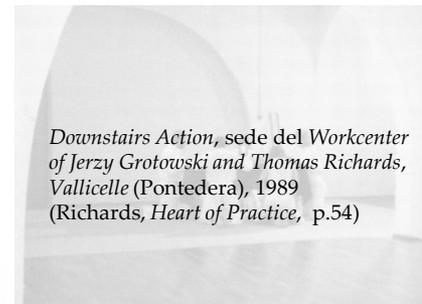 Downstairs Action, sede del Workcenter
of Jerzy Grotowski and Thomas Richards,
Vallicelle (Pontedera), 1989
(Richards, Heart of Practice, p.54)